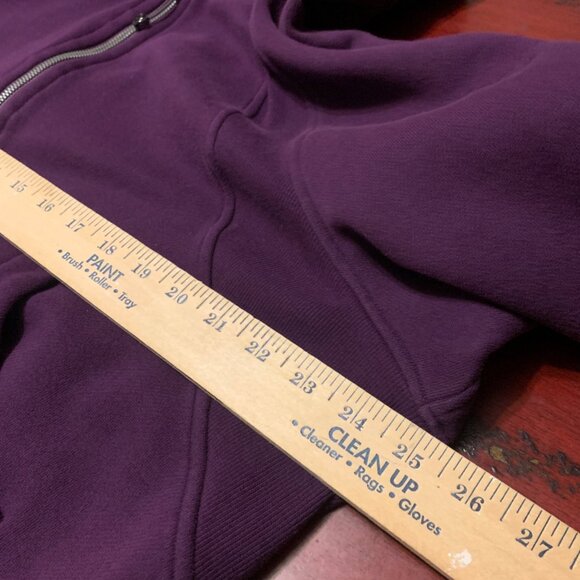 15 16 17 18 19 20 21 22 23 24 25 26 27
PAINT
• Brush • Roller • Tray
CLEAN UP
• Cleaner • Rags • Gloves